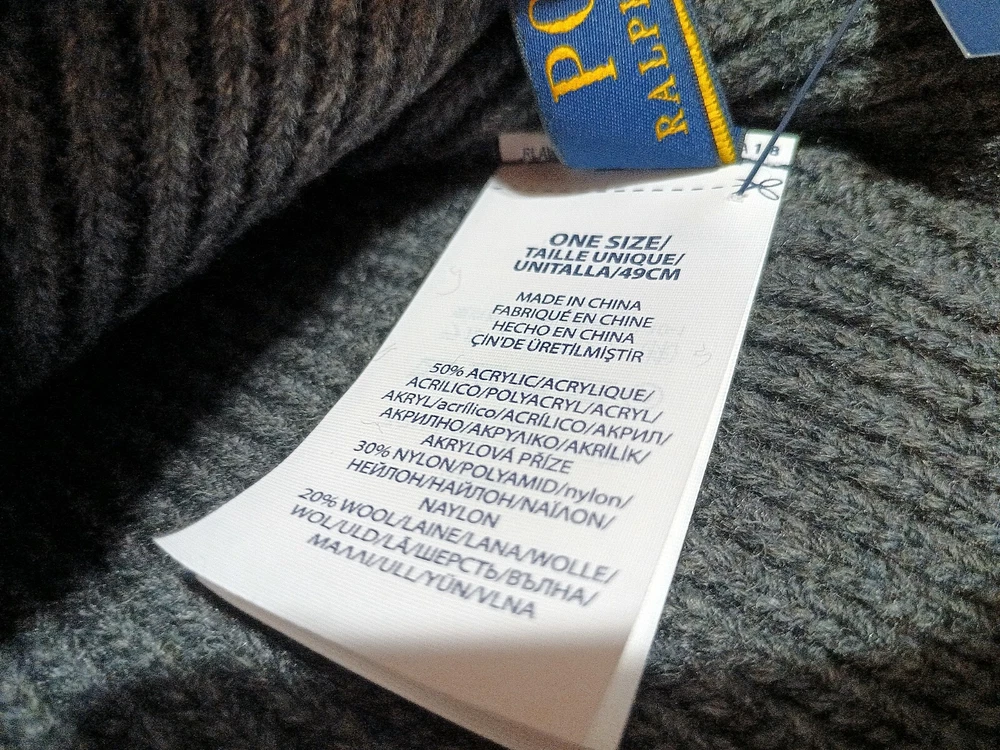 RALPH
ONE SIZE/
TAILLE UNIQUE/
UNITALLA/49CM
MADE IN CHINA
FABRIQUÉ EN CHINE
HECHO EN CHINA
ÇİN'DE ÜRETİLMİŞTİR
50% ACRYLIC/ACRYLIQUE/
ACRILICO/POLYACRYL/ACRYL/
AKRYL/acrílico/ACRÍLICO/АКРИЛ/
АКРИЛНО/ΑΚΡΥΛΙΚΟ/AKRİLİK/
AKRYLOVÁ PŘÍZE
30% NYLON/POLYAMID/nylon/
НЕЙЛОН/НАЙЛОН/ΝΑΪΛΟΝ/
NAYLON
20% WOOL/LAINE/LANA/WOLLE/
WOL/ULD/LÃ/ШЕРСТЬ/ВЪЛНА/
ΜΑΛΛΙ/ULL/YÜN/VLNA